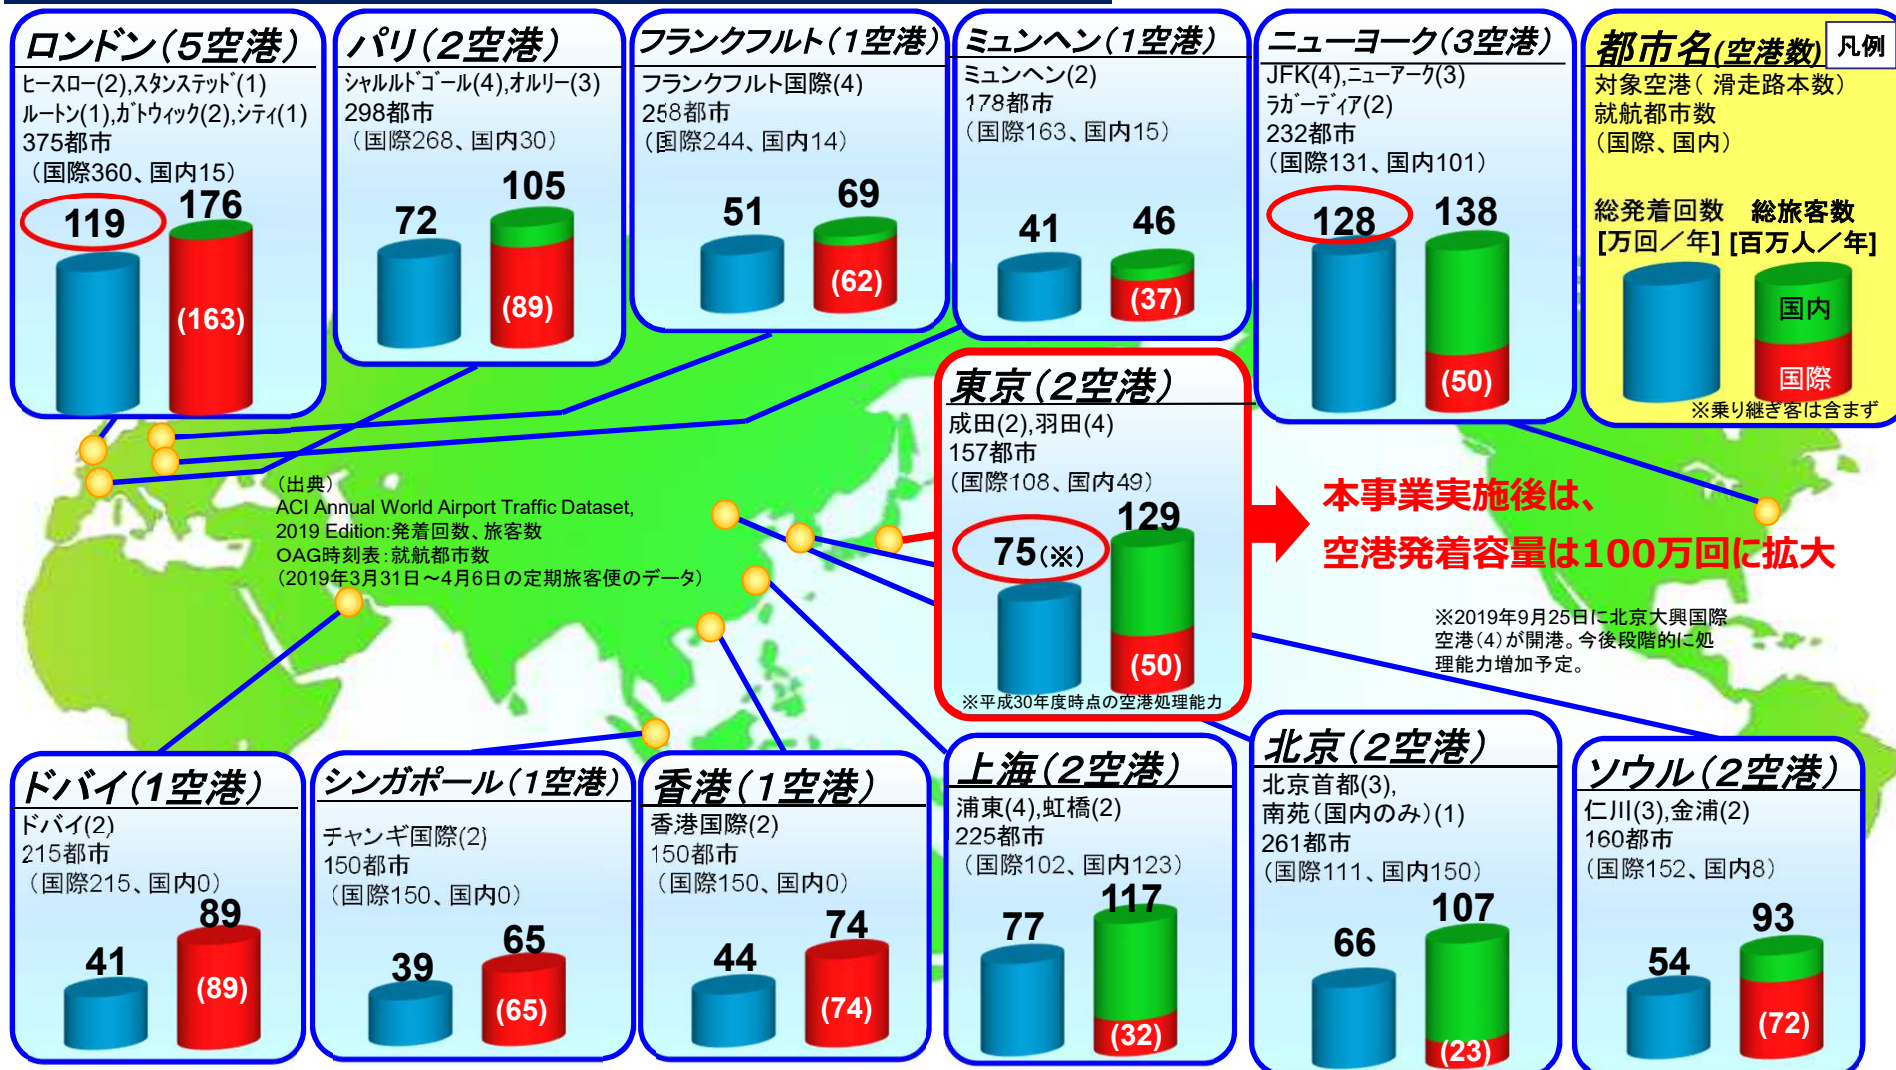 ロンドン（5空港）
ﾋｰｽﾛｰ(2),ｽﾀﾝｽﾃｯﾄﾞ(1)
ﾙｰﾄﾝ(1),ｶﾞﾄｳｨｯｸ(2),ｼﾃｨ(1)
375都市
（国際360、国内15）
119
176
(163)
パリ（2空港）
ｼｬﾙﾙﾄﾞｺﾞｰﾙ(4),ｵﾙﾘｰ(3)
298都市
（国際268、国内30）
72
105
(89)
フランクフルト（1空港）
フランクフルト国際(4)
258都市
（国際244、国内14）
51
69
(62)
ミュンヘン（1空港）
ミュンヘン(2)
178都市
（国際163、国内15）
41
46
(37)
ニューヨーク（3空港）
JFK(4),ﾆｭｰｱｰｸ(3)
ﾗｶﾞｰﾃﾞｨｱ(2)
232都市
（国際131、国内101）
128
138
(50)
凡例
都市名(空港数)
対象空港（ 滑走路本数）
就航都市数
（国際、国内）
総発着回数 総旅客数
[万回／年] [百万人／年]
国内
国際
※乗り継ぎ客は含まず
東京（2空港）
成田(2),羽田(4)
157都市
（国際108、国内49）
75(※)
129
(50)
※平成30年度時点の空港処理能力
本事業実施後は、
空港発着容量は100万回に拡大
（出典）
ACI Annual World Airport Traffic Dataset,
2019 Edition:発着回数、旅客数
OAG時刻表：就航都市数
（2019年3月31日～4月6日の定期旅客便のデータ）
※2019年9月25日に北京大興国際
空港（4）が開港。今後段階的に処
理能力増加予定。
ドバイ（1空港）
ドバイ(2)
215都市
（国際215、国内0）
41
89
(89)
シンガポール（1空港）
チャンギ国際(2)
150都市
（国際150、国内0）
39
65
(65)
香港（1空港）
香港国際(2)
150都市
（国際150、国内0）
44
74
(74)
上海（2空港）
浦東(4),虹橋(2)
225都市
（国際102、国内123）
77
117
(32)
北京（2空港）
北京首都(3),
南苑（国内のみ）(1)
261都市
（国際111、国内150）
66
107
(23)
ソウル（2空港）
仁川(3),金浦(2)
160都市
（国際152、国内8）
54
93
(72)